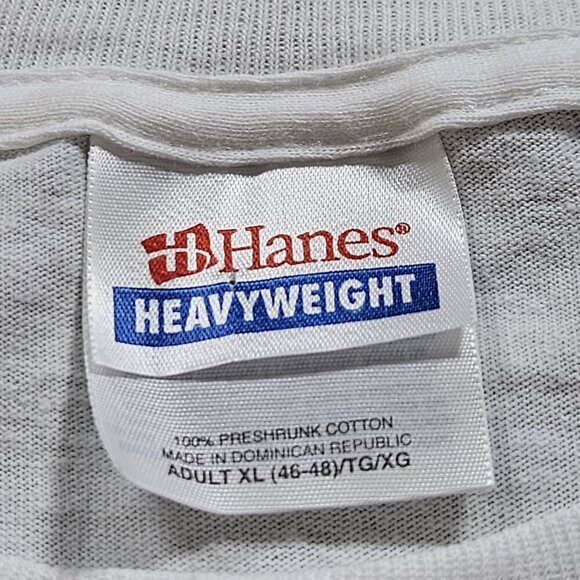 H Hanes®
HEAVYWEIGHT
100% PRESHRUNK COTTON
MADE IN DOMINICAN REPUBLIC
ADULT XL (46-48)/TG/XG